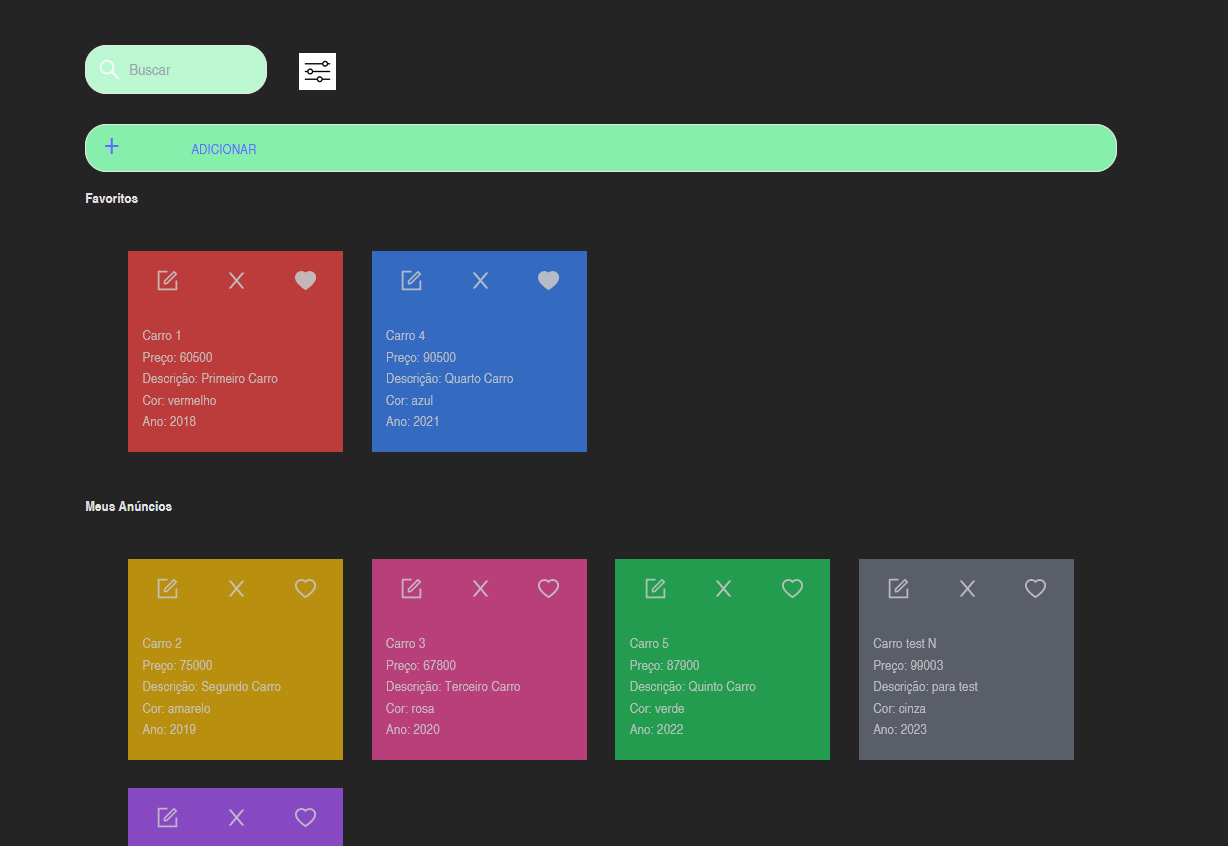 Buscar
+ ADICIONAR
Favoritos
Carro 1
Preço: 60500
Descrição: Primeiro Carro
Cor: vermelho
Ano: 2018
Carro 4
Preço: 90500
Descrição: Quarto Carro
Cor: azul
Ano: 2021
Meus Anúncios
Carro 2
Preço: 75000
Descrição: Segundo Carro
Cor: amarelo
Ano: 2019
Carro 3
Preço: 67800
Descrição: Terceiro Carro
Cor: rosa
Ano: 2020
Carro 5
Preço: 87900
Descrição: Quinto Carro
Cor: verde
Ano: 2022
Carro test N
Preço: 99003
Descrição: para test
Cor: cinza
Ano: 2023